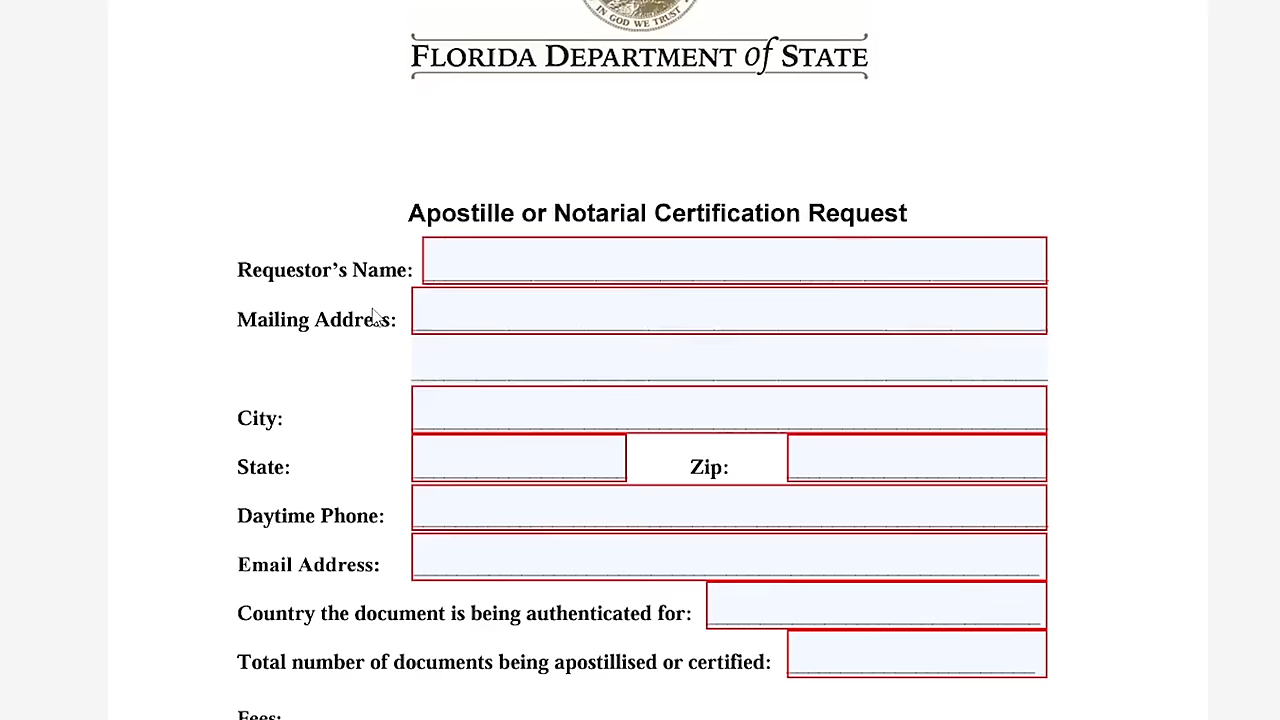 IN GOD WE TRUST
FLORIDA DEPARTMENT of STATE
Apostille or Notarial Certification Request
Requestor’s Name:
Mailing Address:
City:
State:
Zip:
Daytime Phone:
Email Address:
Country the document is being authenticated for:
Total number of documents being apostillised or certified:
Fees: